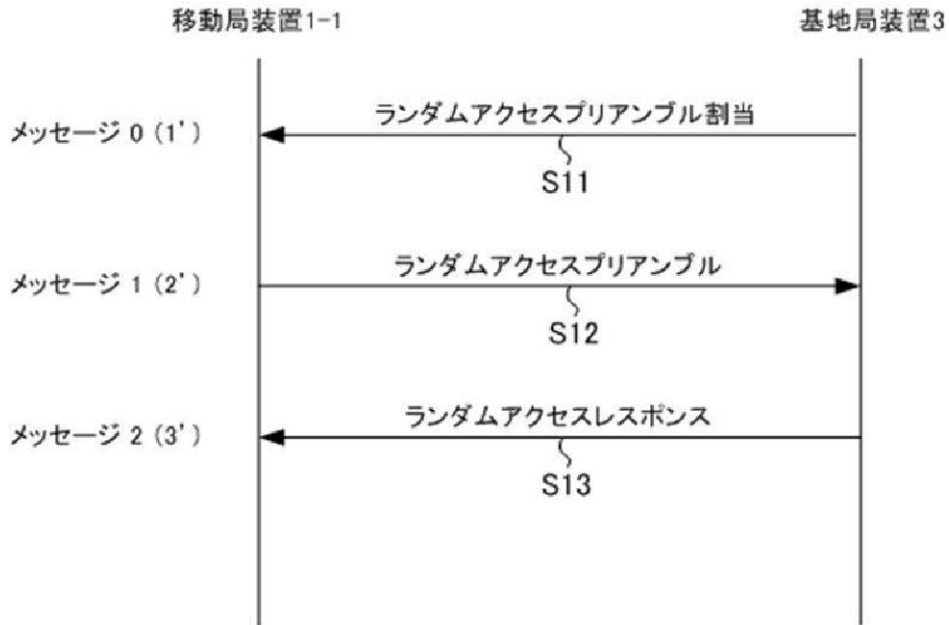 移動局装置1-1
基地局装置3
メッセージ 0 (1')
ランダムアクセスプリアンブル割当
S11
メッセージ 1 (2')
ランダムアクセスプリアンブル
S12
メッセージ 2 (3')
ランダムアクセスレスポンス
S13